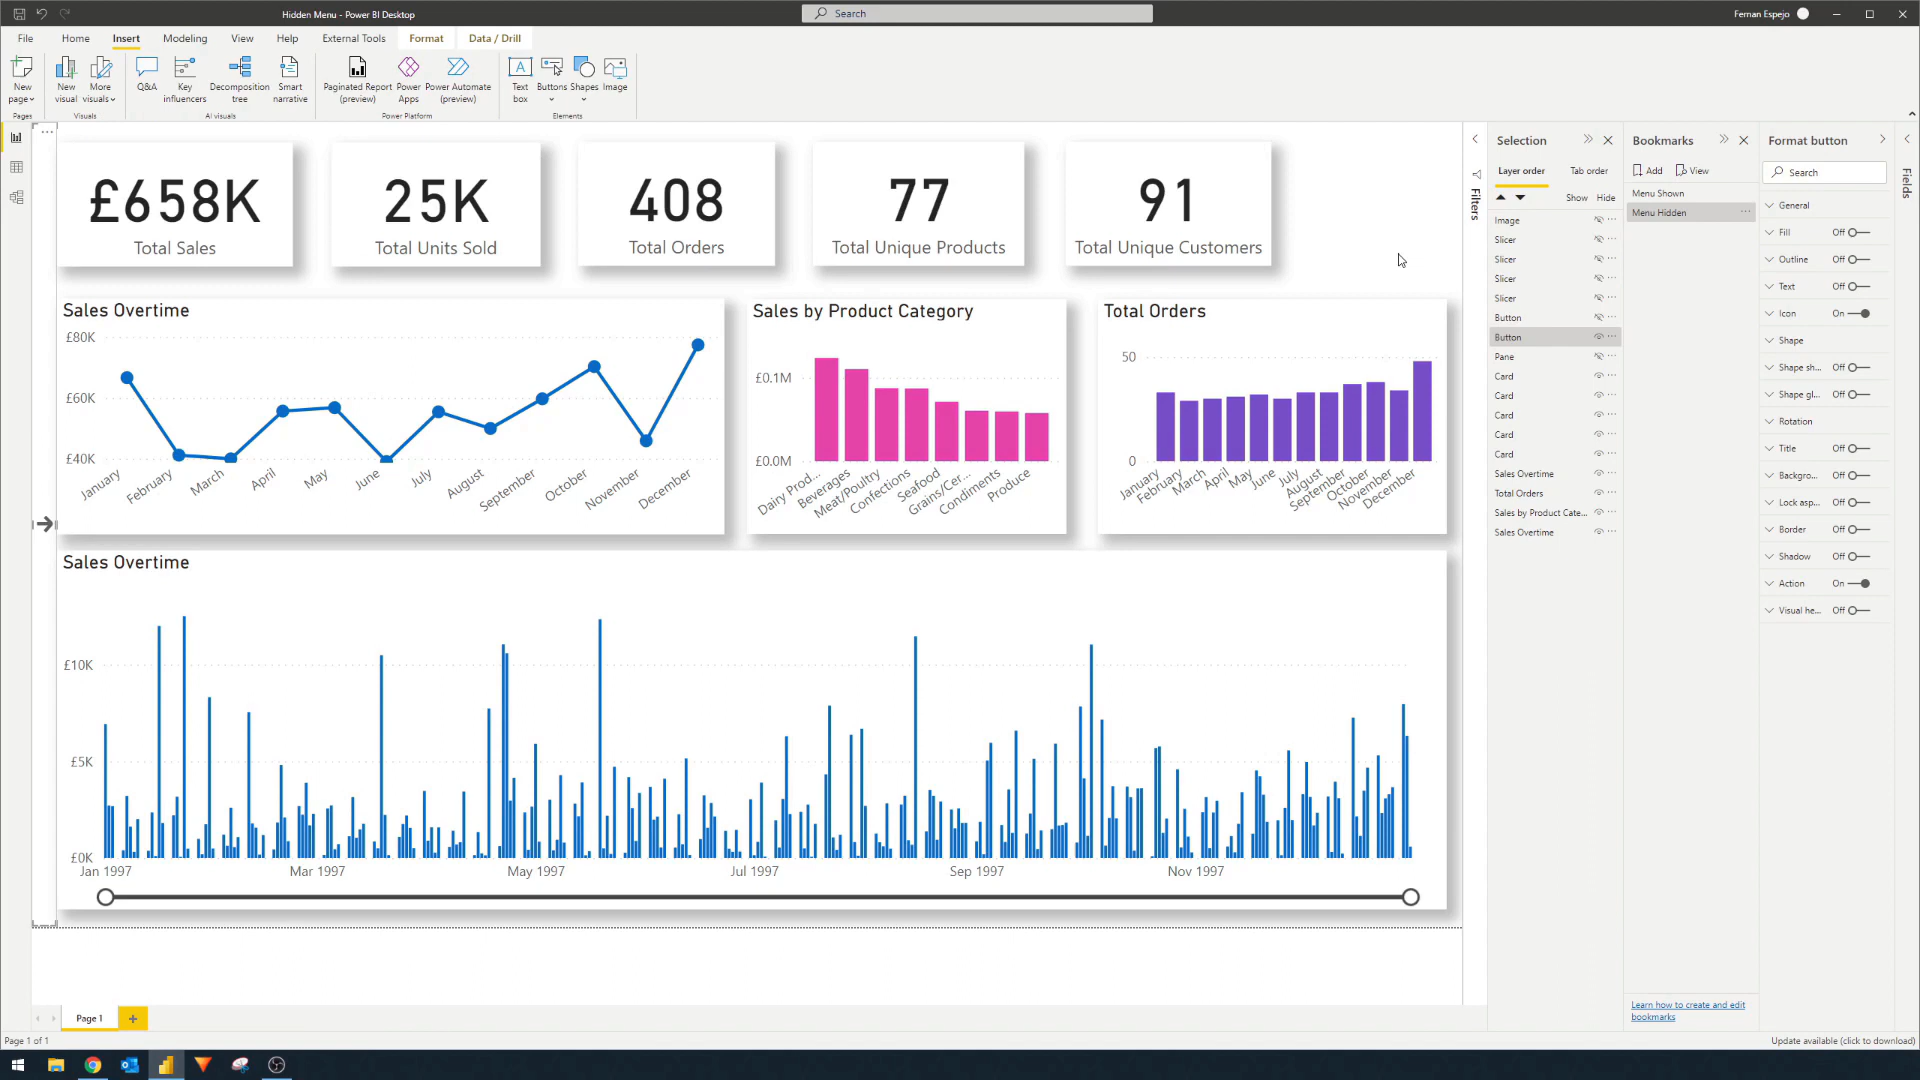 Hidden Menu - Power BI Desktop
Search
Fernan Espejo
File Home Insert Modeling View Help External Tools Format Data / Drill
New page
New visual
More visuals
Q&A
Key influencers
Decomposition tree
Smart narrative
Paginated Report (preview)
Power Apps
Power Automate (preview)
Text box
Buttons
Shapes
Image
Pages Visuals AI visuals Power Platform Elements
£658K
Total Sales
25K
Total Units Sold
408
Total Orders
77
Total Unique Products
91
Total Unique Customers
Sales Overtime
£80K
£60K
£40K
January February March April May June July August September October November December
Sales by Product Category
£0.1M
£0.0M
Dairy Prod... Beverages Meat/Poultry Confections Seafood Grains/Cer... Condiments Produce
Total Orders
50
0
January February March April May June July August September October November December
Sales Overtime
£10K
£5K
£0K
Jan 1997 Mar 1997 May 1997 Jul 1997 Sep 1997 Nov 1997
Filters
Selection
Layer order Tab order
Show Hide
Image
Slicer
Slicer
Slicer
Slicer
Button
Button
Pane
Card
Card
Card
Card
Card
Sales Overtime
Total Orders
Sales by Product Cate...
Sales Overtime
Bookmarks
Add View
Menu Shown
Menu Hidden
Learn how to create and edit
bookmarks
Format button
Search
General
Fill Off
Outline Off
Text Off
Icon On
Shape
Shape sh... Off
Shape gl... Off
Rotation
Title Off
Backgro... Off
Lock asp... Off
Border Off
Shadow Off
Action On
Visual he... Off
Fields
Page 1
Page 1 of 1
Update available (click to download)